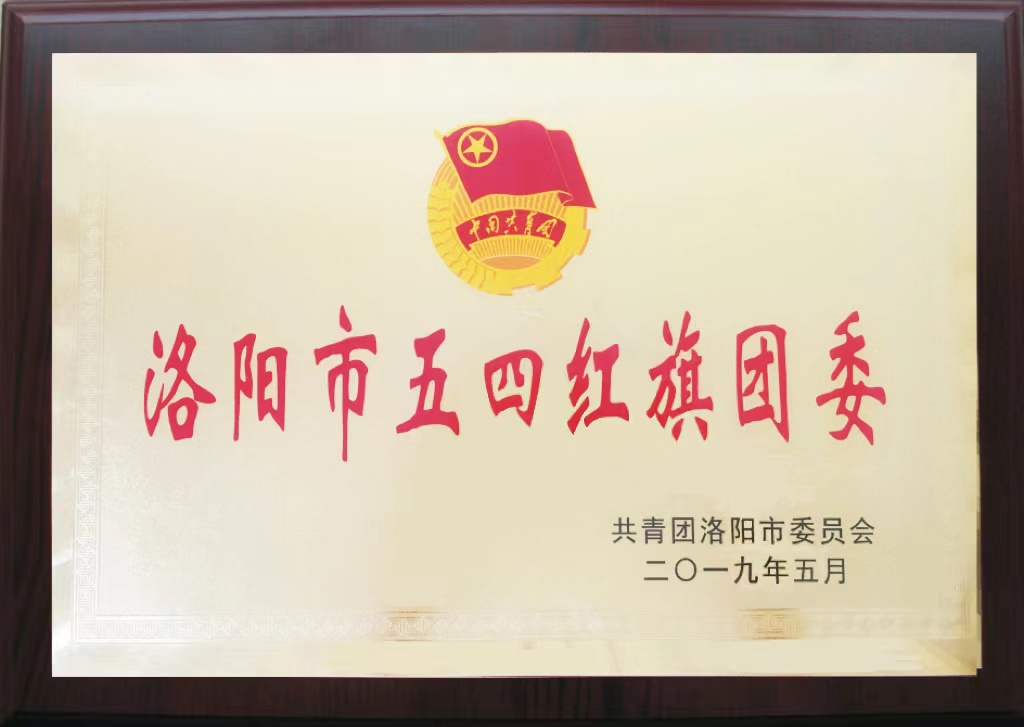 中国共青团
洛阳市五四红旗团委
共青团洛阳市委员会
二〇一九年五月